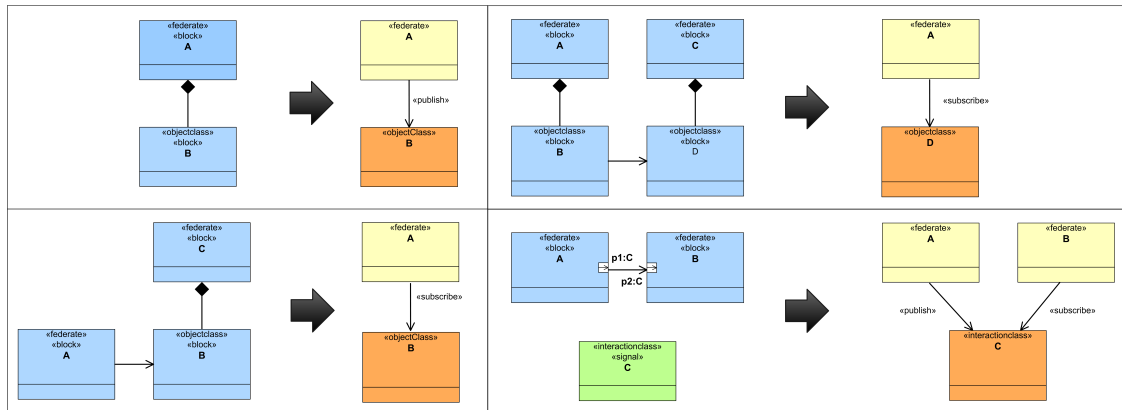 «federate»
«block»
A
«objectclass»
«block»
B
«federate»
A
«publish»
«objectClass»
B
«federate»
«block»
A
«federate»
«block»
C
«objectclass»
«block»
B
«objectclass»
«block»
D
«federate»
A
«subscribe»
«objectclass»
D
«federate»
«block»
C
«federate»
«block»
A
«objectclass»
«block»
B
«federate»
A
«subscribe»
«objectClass»
B
«federate»
«block»
A
p1:C
p2:C
«federate»
«block»
B
«interactionclass»
«signal»
C
«federate»
A
«federate»
B
«publish»
«subscribe»
«interactionclass»
C